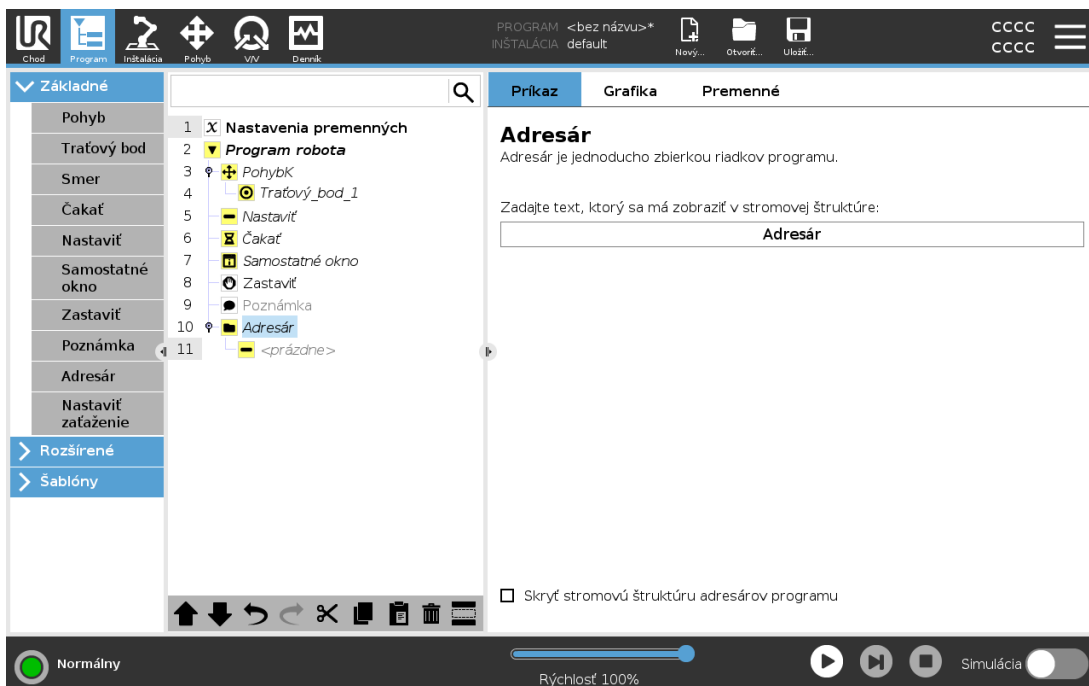 PROGRAM <bez názvu>*
INŠTALÁCIA default
Chod
Program
Inštalácia
Pohyb
V/V
Denník
Nový...
Otvoriť...
Uložiť...
CCCC
CCCC
Základné
Pohyb
Traťový bod
Smer
Čakať
Nastaviť
Samostatné
okno
Zastaviť
Poznámka
Adresár
Nastaviť
zaťaženie
Rozšírené
Šablóny
1 X Nastavenia premenných
2 Program robota
3 PohybK
4 Traťový_bod_1
5 Nastaviť
6 Čakať
7 Samostatné okno
8 Zastaviť
9 Poznámka
10 Adresár
11 <prázdne>
Príkaz
Grafika
Premenné
Adresár
Adresár je jednoducho zbierkou riadkov programu.
Zadajte text, ktorý sa má zobraziť v stromovej štruktúre:
Adresár
Skryť stromovú štruktúru adresárov programu
Normálny
Rýchlosť 100%
Simulácia